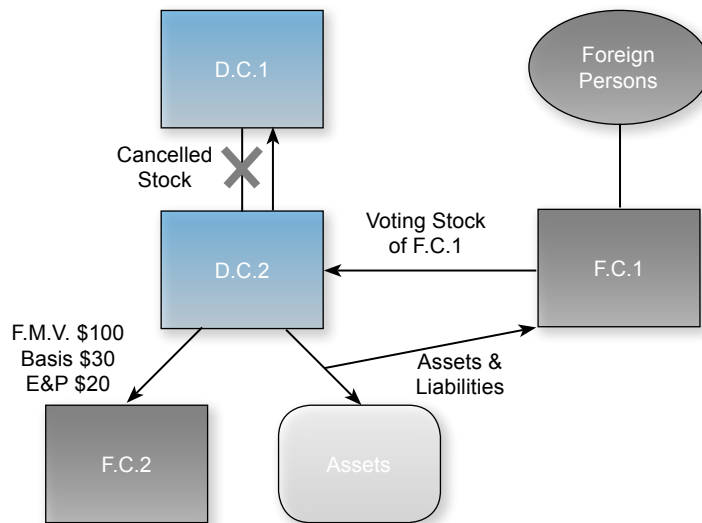 D.C.1
Foreign
Persons
Cancelled
Stock
Voting Stock
of F.C.1
D.C.2
F.C.1
F.M.V. $100
Basis $30
E&P $20
Assets &
Liabilities
F.C.2
Assets